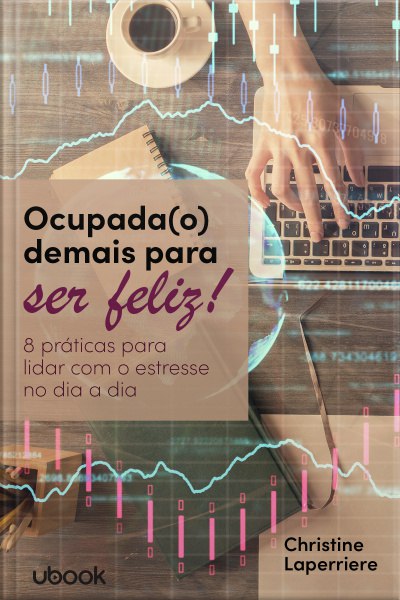 Ocupada(o)
demais para
ser feliz!
8 práticas para
lidar com o estresse
no dia a dia
Christine
Laperriere
ubook